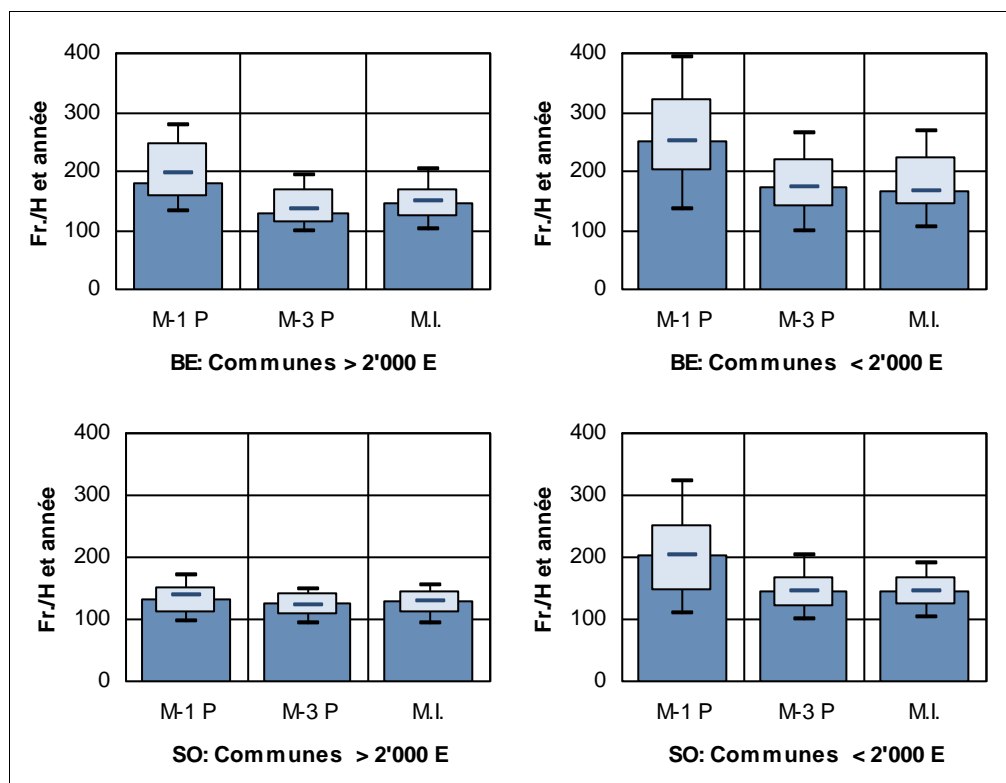 Fr./H et année
400
300
200
100
0
M-1 P M-3 P M.I.
BE: Communes > 2'000 E
Fr./H et année
400
300
200
100
0
M-1 P M-3 P M.I.
BE: Communes < 2'000 E
Fr./H et année
400
300
200
100
0
M-1 P M-3 P M.I.
SO: Communes > 2'000 E
Fr./H et année
400
300
200
100
0
M-1 P M-3 P M.I.
SO: Communes < 2'000 E